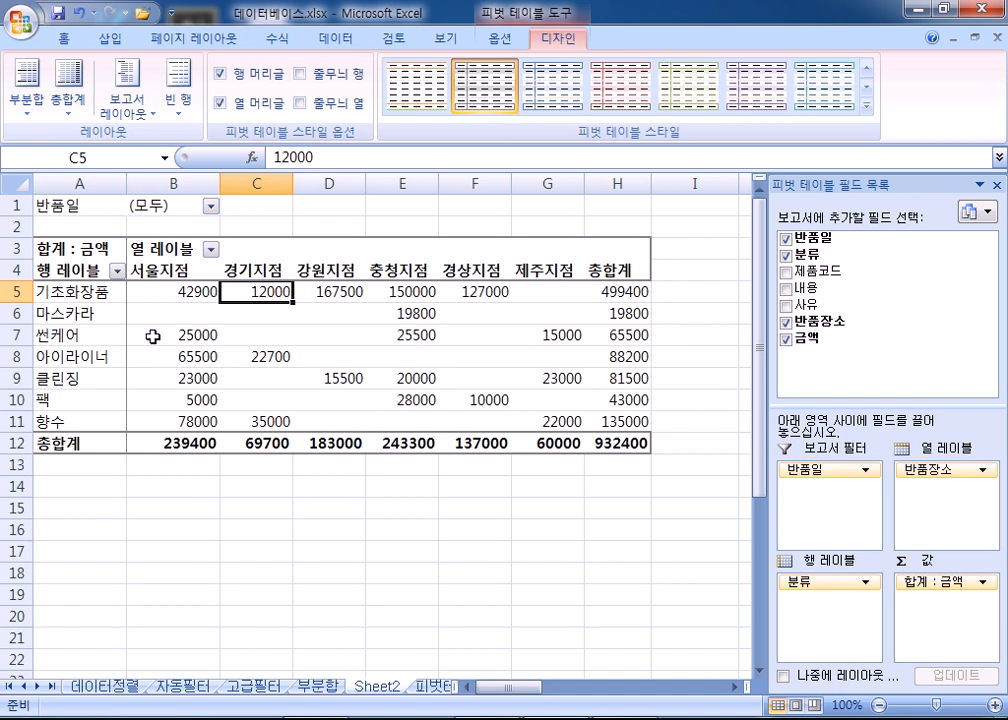 데이터베이스.xlsx - Microsoft Excel
피벗 테이블 도구
홈 삽입 페이지 레이아웃 수식 데이터 검토 보기 옵션 디자인
부분합 총합계 보고서 레이아웃 빈 행
행 머리글 줄무늬 행
열 머리글 줄무늬 열
레이아웃 피벗 테이블 스타일 옵션 피벗 테이블 스타일
C5 fx 12000
A B C D E F G H I
1 반품일 (모두)
2
3 합계 : 금액 열 레이블
4 행 레이블 서울지점 경기지점 강원지점 충청지점 경상지점 제주지점 총합계
5 기초화장품 42900 12000 167500 150000 127000 499400
6 마스카라 19800 19800
7 썬케어 25000 25500 15000 65500
8 아이라이너 65500 22700 88200
9 클린징 23000 15500 20000 23000 81500
10 팩 5000 28000 10000 43000
11 향수 78000 35000 22000 135000
12 총합계 239400 69700 183000 243300 137000 60000 932400
13
14
15
16
17
18
19
20
21
22
피벗 테이블 필드 목록
보고서에 추가할 필드 선택:
반품일
분류
제품코드
내용
사유
반품장소
금액
아래 영역 사이에 필드를 끌어
놓으십시오.
보고서 필터 열 레이블
반품일 반품장소
행 레이블 Σ 값
분류 합계 : 금액
나중에 레이아웃 ... 업데이트
데이터정렬 자동필터 고급필터 부분합 Sheet2
준비 100%